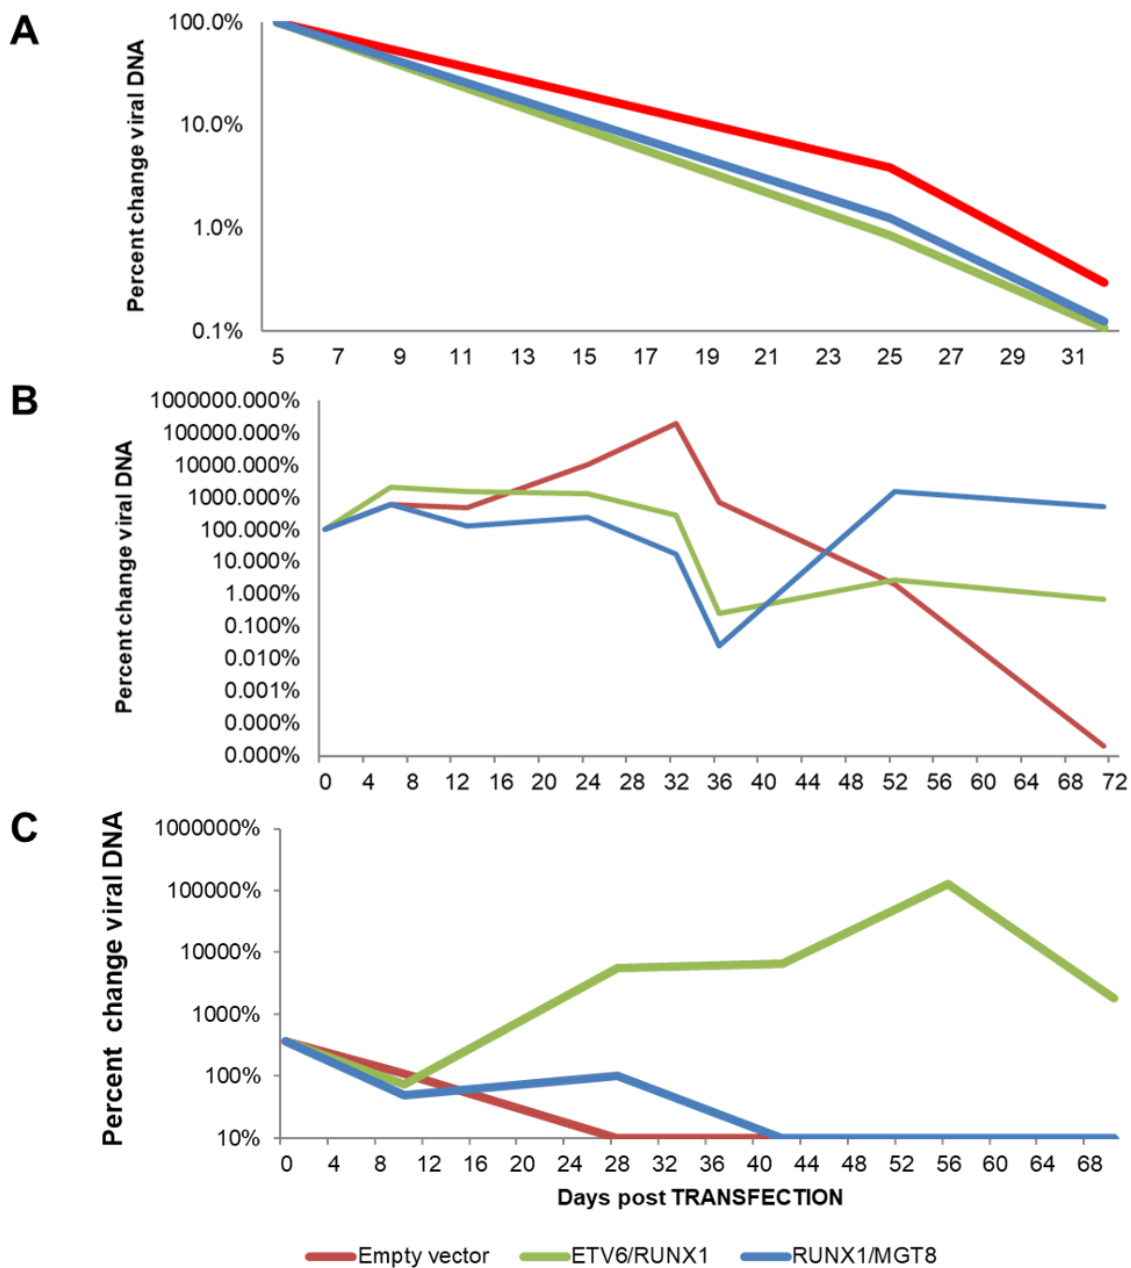 A
Percent change viral DNA
100.0%
10.0%
1.0%
0.1%
5 7 9 11 13 15 17 19 21 23 25 27 29 31
B
Percent change viral DNA
1000000.000%
100000.000%
10000.000%
1000.000%
100.000%
10.000%
1.000%
0.100%
0.010%
0.001%
0.000%
0.000%
0 4 8 12 16 20 24 28 32 36 40 44 48 52 56 60 64 68 72
C
Percent change viral DNA
1000000%
100000%
10000%
1000%
100%
10%
0 4 8 12 16 20 24 28 32 36 40 44 48 52 56 60 64 68
Days post TRANSFECTION
Empty vector ETV6/RUNX1 RUNX1/MGT8